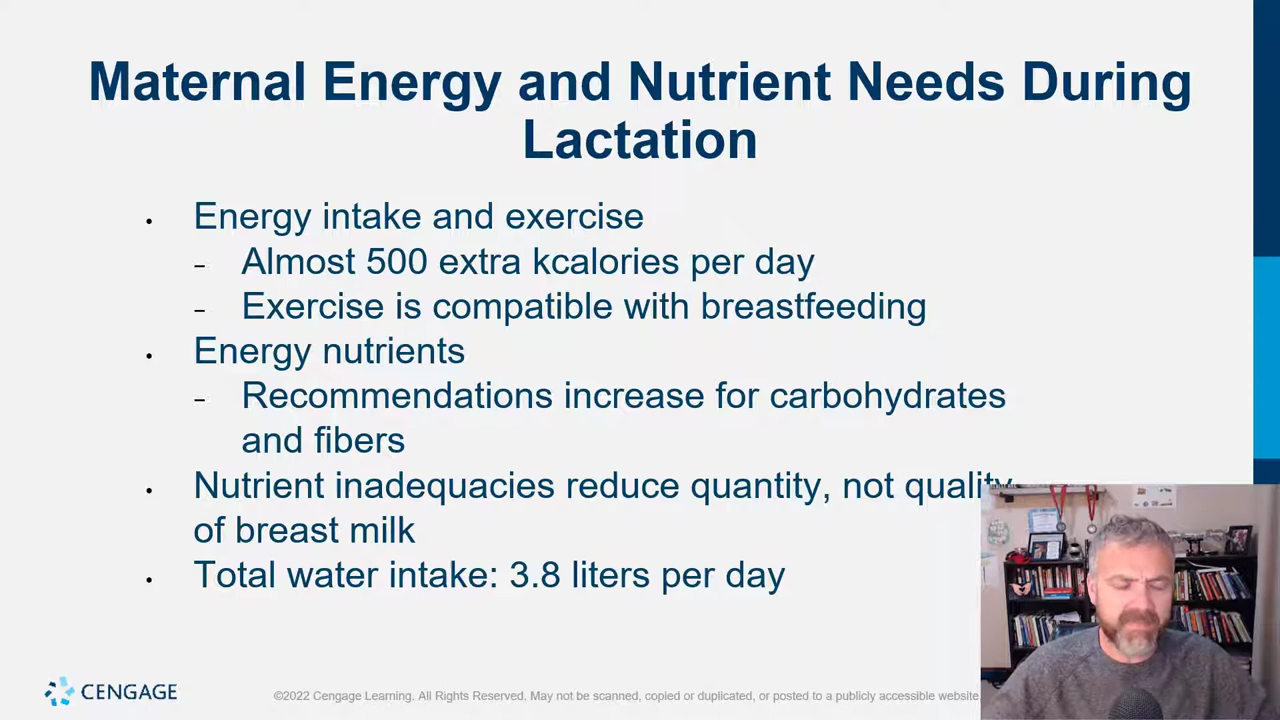 Maternal Energy and Nutrient Needs During
Lactation
• Energy intake and exercise
– Almost 500 extra kcalories per day
– Exercise is compatible with breastfeeding
• Energy nutrients
– Recommendations increase for carbohydrates
and fibers
• Nutrient inadequacies reduce quantity, not quality
of breast milk
• Total water intake: 3.8 liters per day
CENGAGE
©2022 Cengage Learning. All Rights Reserved. May not be scanned, copied or duplicated, or posted to a publicly accessible website